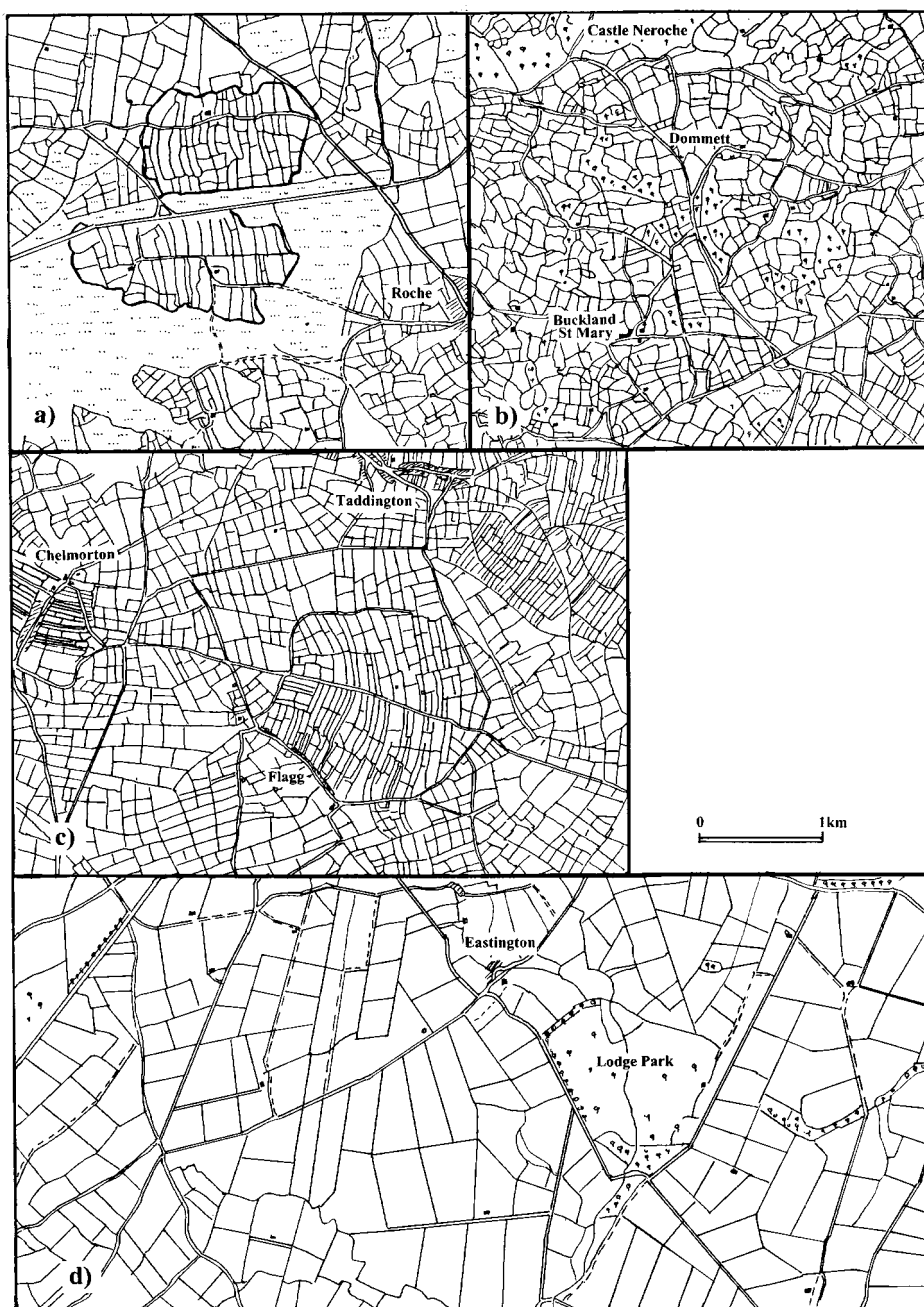 Castle Neroche
Dommett
Roche
Buckland
St Mary
a)
b)
Taddington
Chelmorton
Flagg
c)
0 1km
Eastington
Lodge Park
d)